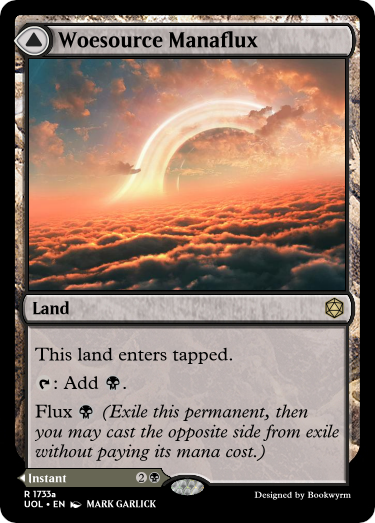 Woesource Manaflux
Land
This land enters tapped.
: Add .
Flux (Exile this permanent, then
you may cast the opposite side from exile
without paying its mana cost.)
Instant 2
R 1733a
UOL • EN MARK GARLICK
Designed by Bookwyrm